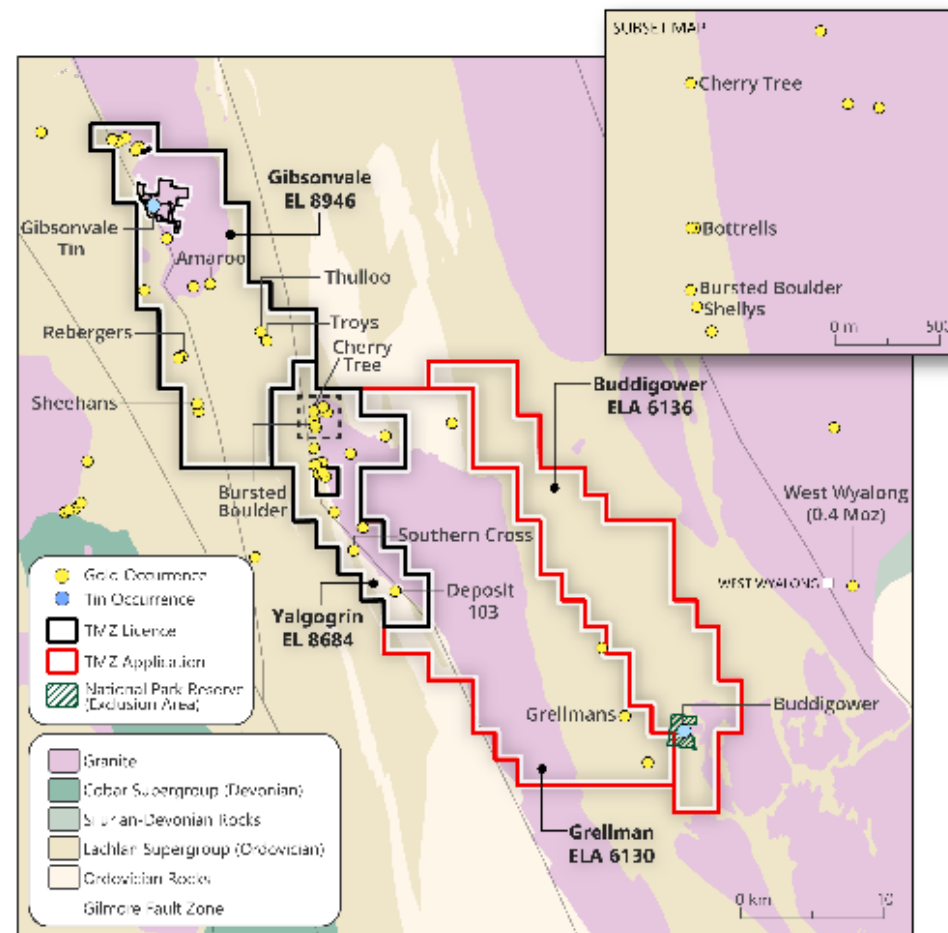 SUBSET MAP
Cherry Tree
Bottrells
Bursted Boulder
Shellys
0 m
500
Gibsonvale
EL 8946
Gibsonvale
Tin
Amaroo
Thulloo
Troys
Rebergers
Cherry
Tree
Sheehans
Buddigower
ELA 6136
Bursted
Boulder
West Wyalong
(0.4 Moz)
Southern Cross
WEST WYALONG
Deposit
103
Yalgogrin
EL 8684
Grellmans
Buddigower
Grellman
ELA 6130
Gold Occurrence
Tin Occurrence
TMZ Licence
TMZ Application
National Park Reserve
(Exclusion Area)
Granite
Cobar Supergroup (Devonian)
Silurian-Devonian Rocks
Lachlan Supergroup (Ordovician)
Ordovician Rocks
Gilmore Fault Zone
0 km
10